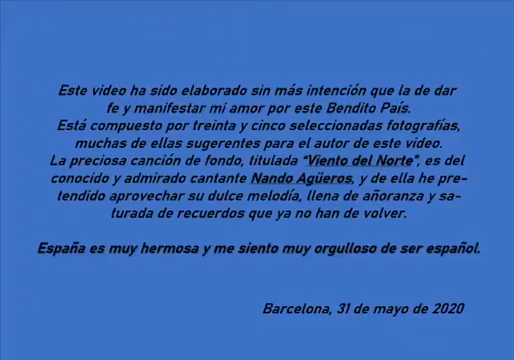 Este video ha sido elaborado sin más intención que la de dar
fe y manifestar mi amor por este Bendito País.
Está compuesto por treinta y cinco seleccionadas fotografías,
muchas de ellas sugerentes para el autor de este video.
La preciosa canción de fondo, titulada “Viento del Norte”, es del
conocido y admirado cantante Nando Agüeros, y de ella he pre-
tendido aprovechar su dulce melodía, llena de añoranza y sa-
turada de recuerdos que ya no han de volver.
España es muy hermosa y me siento muy orgulloso de ser español.
Barcelona, 31 de mayo de 2020